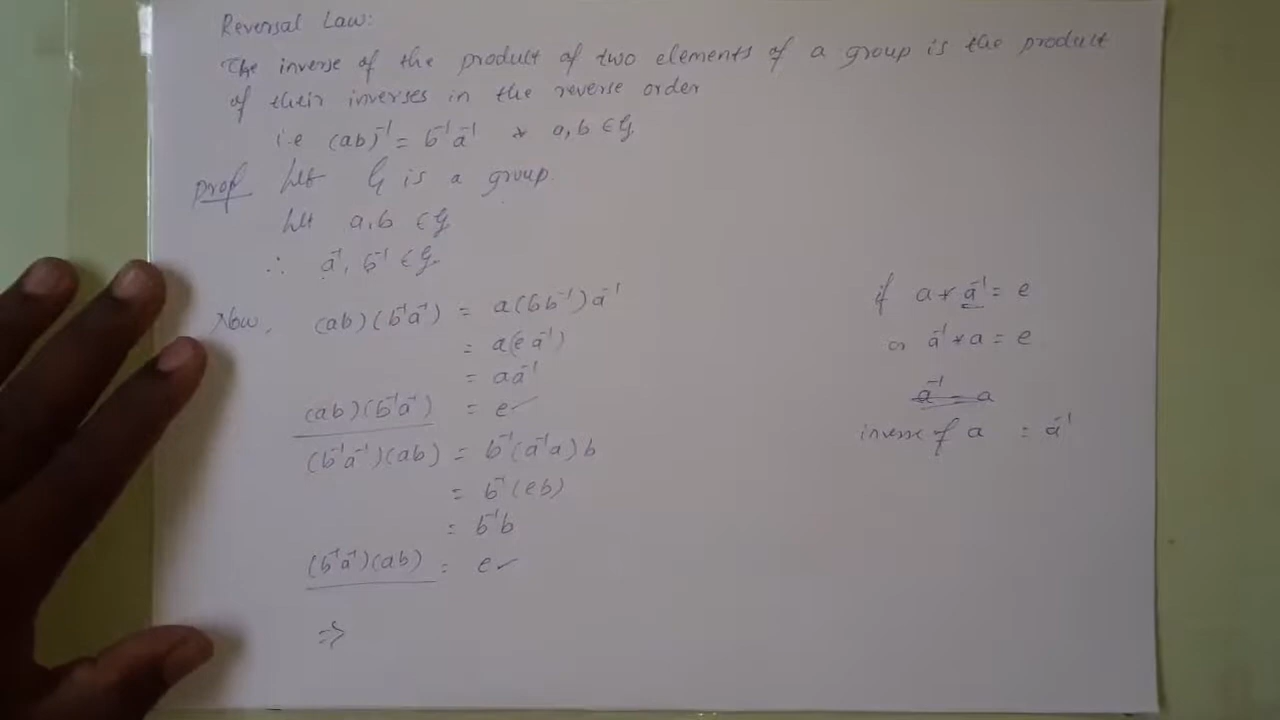 Reversal Law:
The inverse of the product of two elements of a group is the product
of their inverses in the reverse order
i.e (ab)⁻¹ = b⁻¹a⁻¹ ∀ a,b ∈ G
Proof Let G is a group.
Let a,b ∈ G
∴ a⁻¹, b⁻¹ ∈ G.
Now, (ab)(b⁻¹a⁻¹) = a(bb⁻¹)a⁻¹
= a(ea⁻¹)
= aa⁻¹
(ab)(b⁻¹a⁻¹) = e✓
(b⁻¹a⁻¹)(ab) = b⁻¹(a⁻¹a)b
= b⁻¹(eb)
= b⁻¹b
(b⁻¹a⁻¹)(ab) = e✓
⇒
if a * a⁻¹ = e
or a⁻¹ * a = e
a⁻¹ = a
inverse of a = a⁻¹